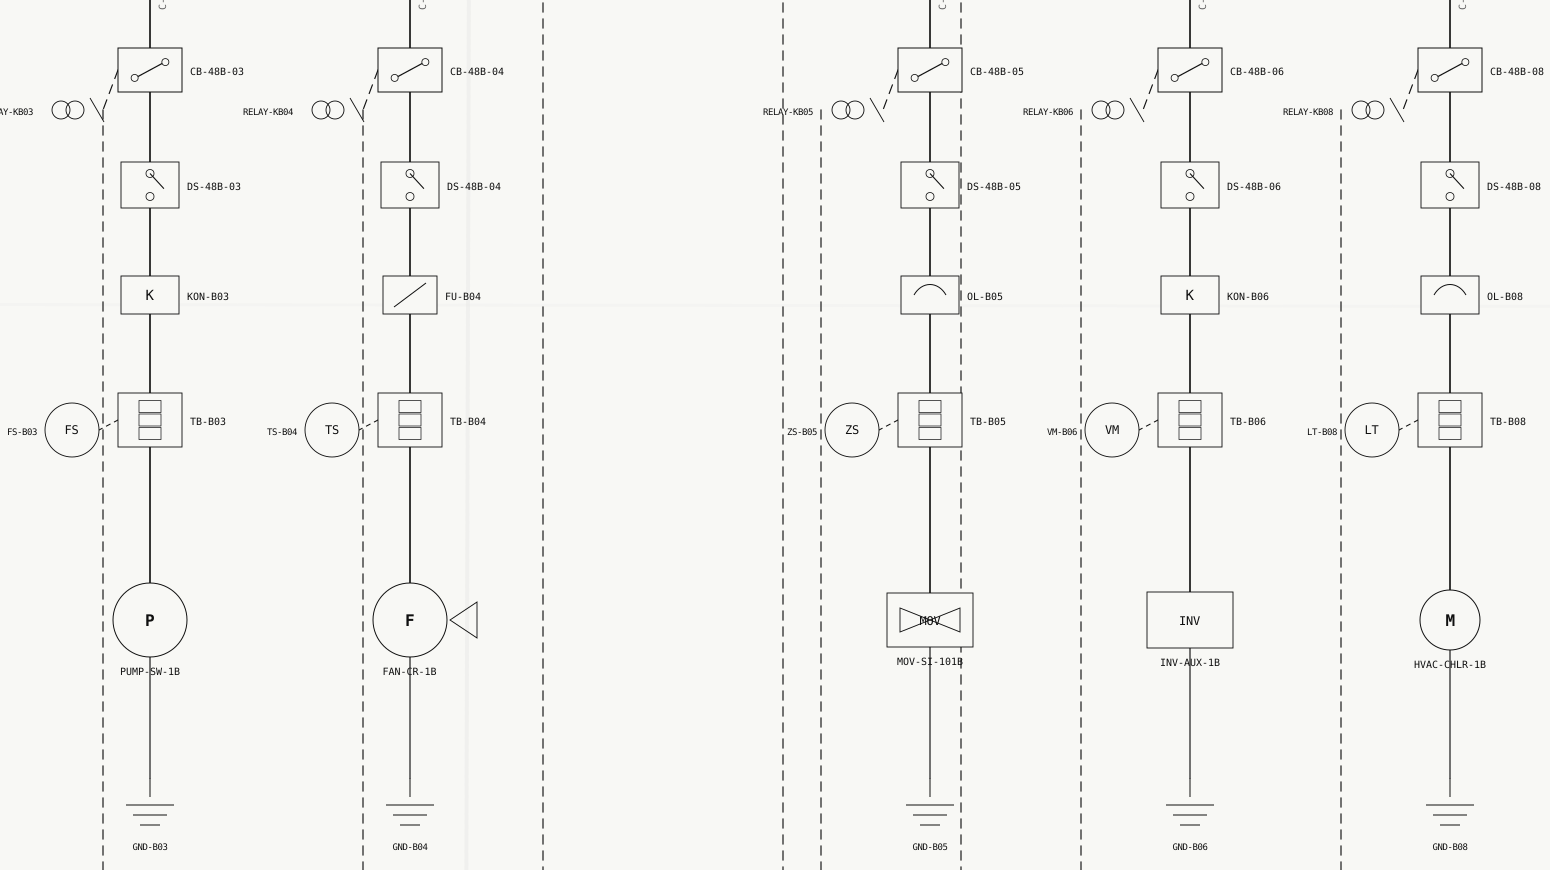 C-
C-
C-
C-
C-
CB-48B-03
CB-48B-04
CB-48B-05
CB-48B-06
CB-48B-08
AY-KB03
RELAY-KB04
RELAY-KB05
RELAY-KB06
RELAY-KB08
DS-48B-03
DS-48B-04
DS-48B-05
DS-48B-06
DS-48B-08
K
KON-B03
FU-B04
OL-B05
K
KON-B06
OL-B08
FS-B03
FS
TB-B03
TS-B04
TS
TB-B04
ZS-B05
ZS
TB-B05
VM-B06
VM
TB-B06
LT-B08
LT
TB-B08
P
F
MOV
INV
M
PUMP-SW-1B
FAN-CR-1B
MOV-SI-101B
INV-AUX-1B
HVAC-CHLR-1B
GND-B03
GND-B04
GND-B05
GND-B06
GND-B08